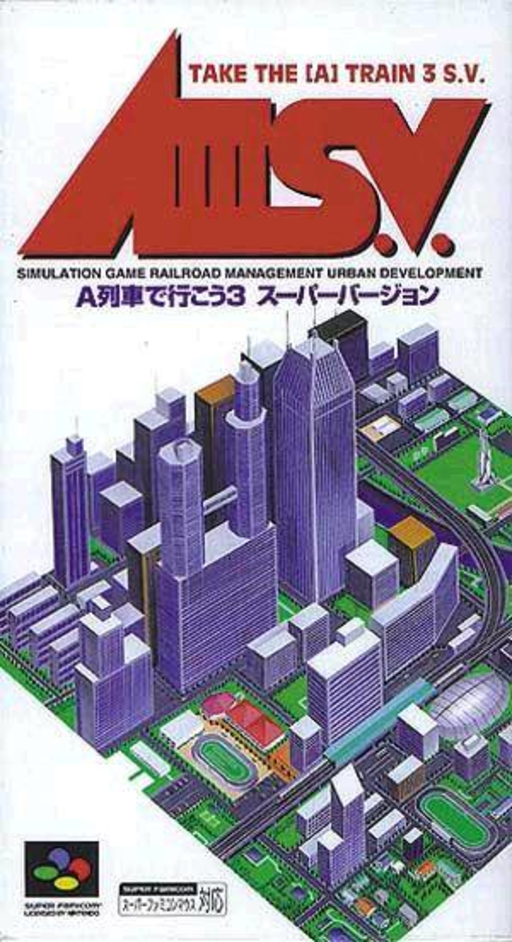 TAKE THE [A] TRAIN 3 S.V.
AIII S.V.
SIMULATION GAME RAILROAD MANAGEMENT URBAN DEVELOPMENT
A列車で行こう3 スーパーバージョン
SUPER FAMICOM
LICENSED BY NINTENDO
SUPER FAMICOM
スーパーファミコンマウス 対応